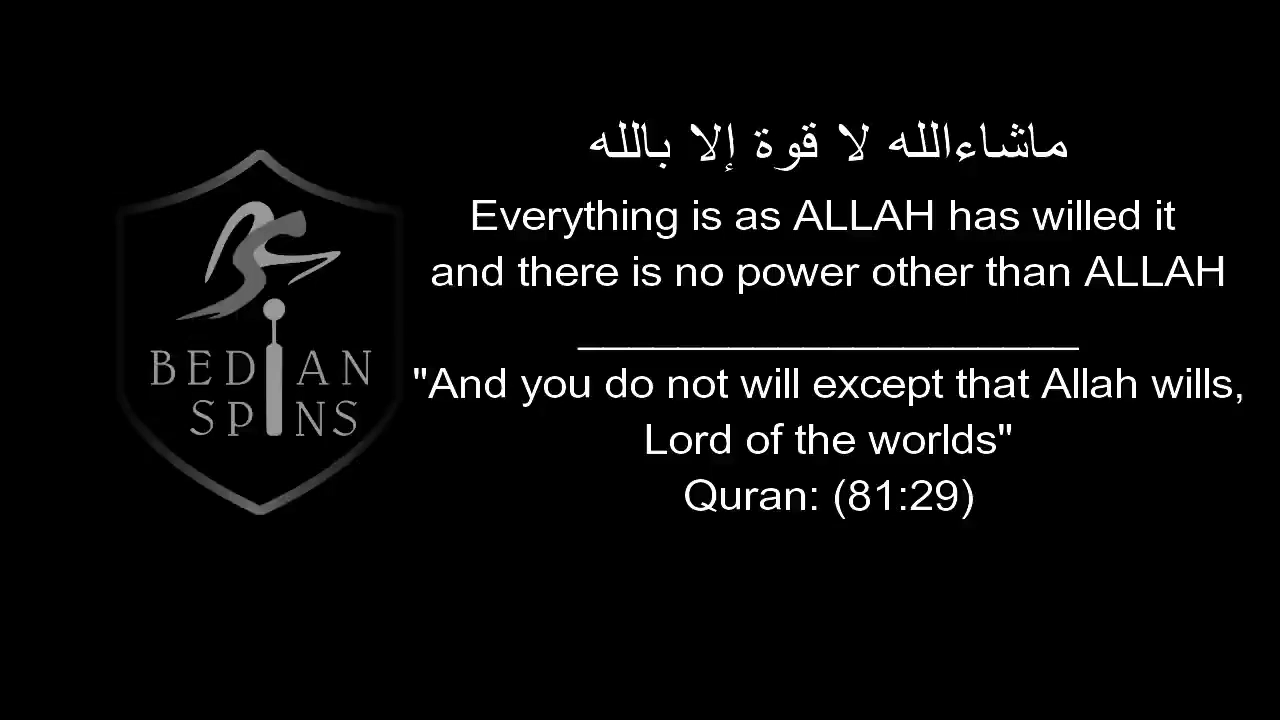 BEDIAN
SPINS
ماشاءالله لا قوة إلا بالله
Everything is as ALLAH has willed it
and there is no power other than ALLAH
"And you do not will except that Allah wills,
Lord of the worlds"
Quran: (81:29)